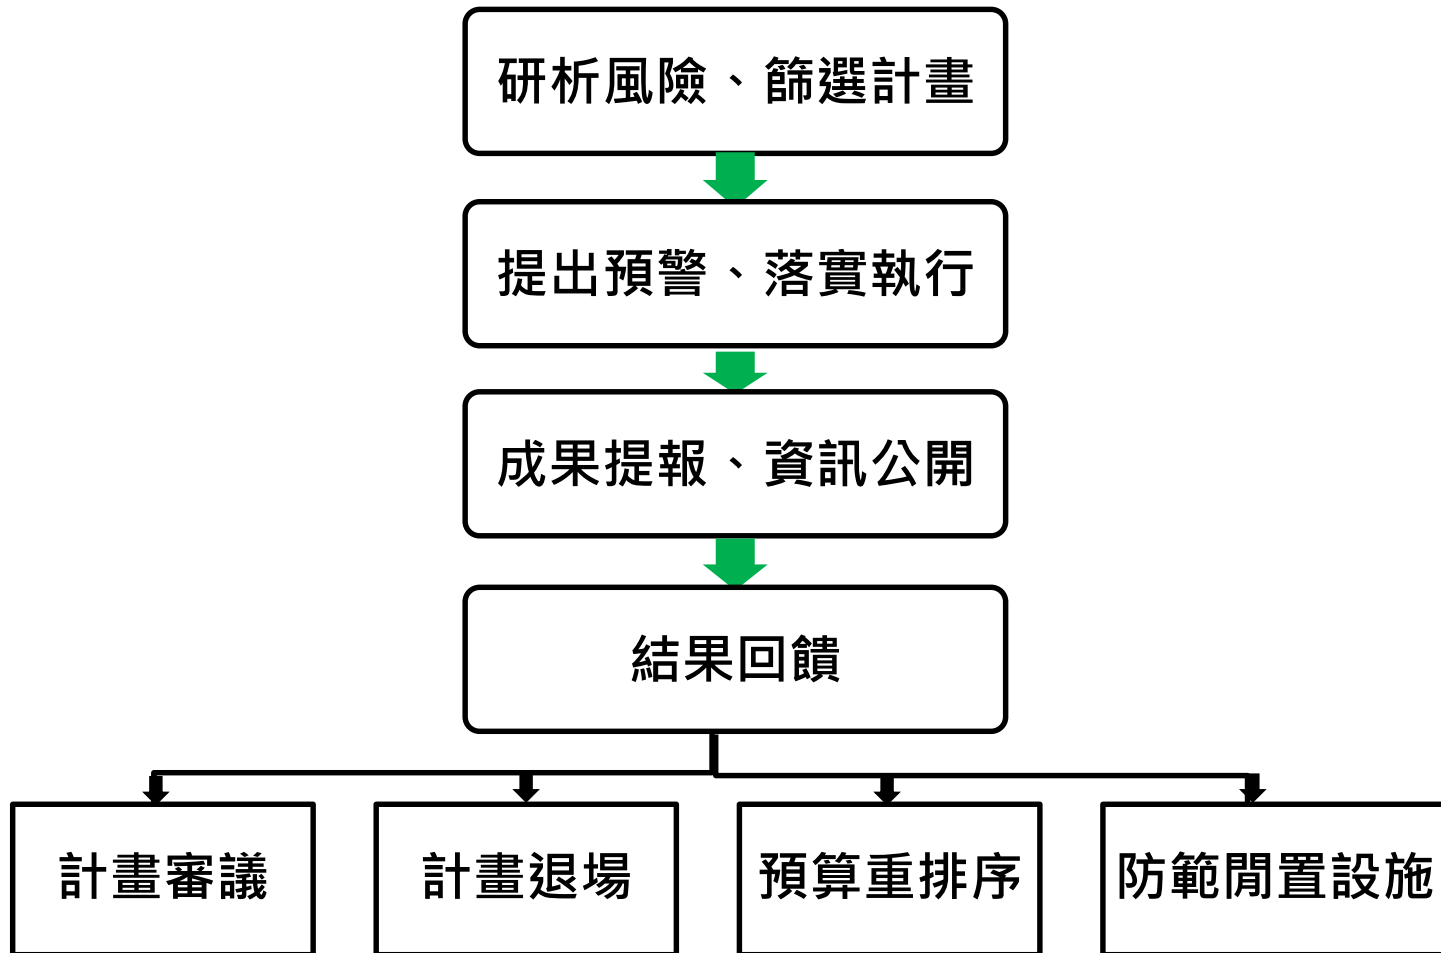 研析風險、篩選計畫
提出預警、落實執行
成果提報、資訊公開
結果回饋
計畫審議
計畫退場
預算重排序
防範閒置設施